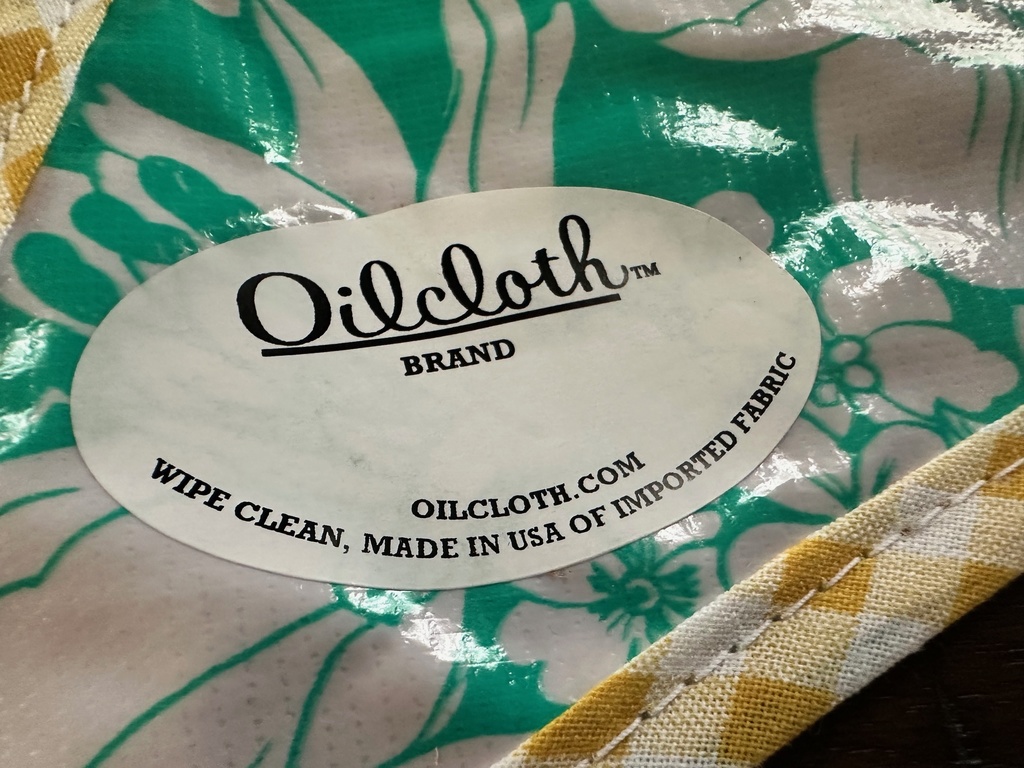 Oilcloth™
BRAND
OILCLOTH.COM
WIPE CLEAN, MADE IN USA OF IMPORTED FABRIC